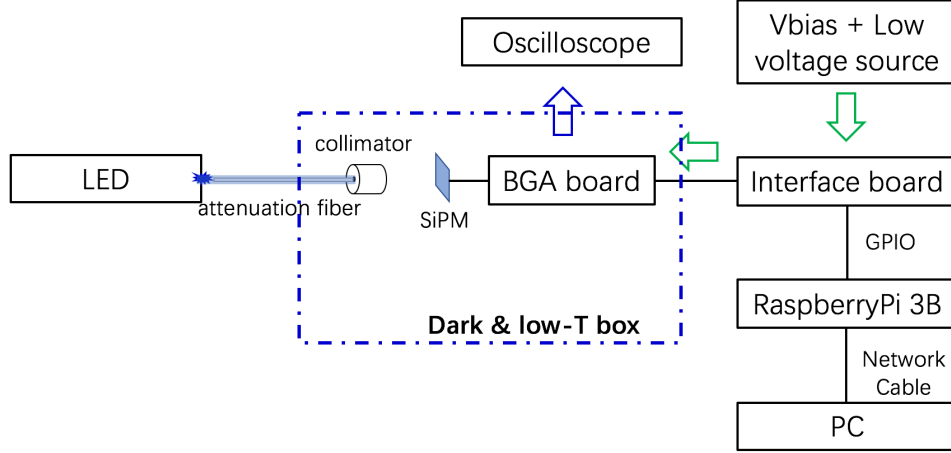 Oscilloscope
Vbias + Low
voltage source
collimator
LED
attenuation fiber
SiPM
BGA board
Interface board
GPIO
RaspberryPi 3B
Dark & low-T box
Network
Cable
PC